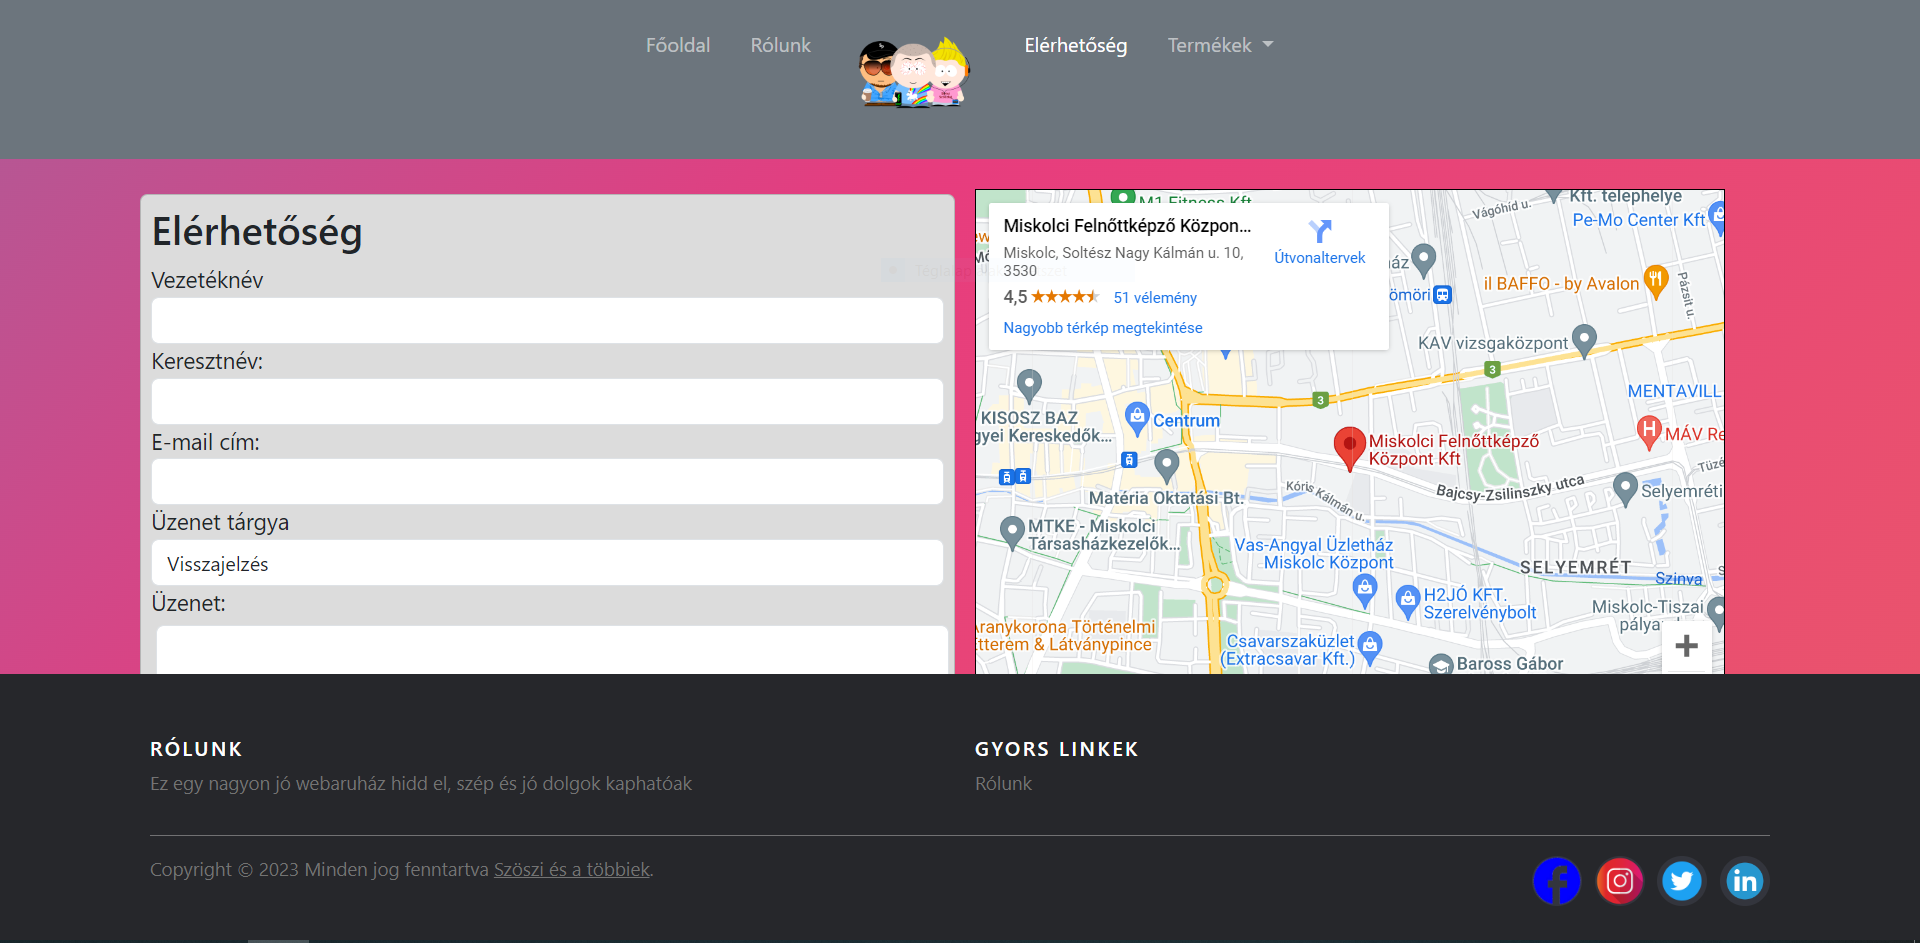 Főoldal
Rólunk
Elérhetőség
Termékek
Elérhetőség
Vezetéknév
Keresztnév:
E-mail cím:
Üzenet tárgya
Visszajelzés
Üzenet:
Miskolci Felnőttképző Közpon...
Miskolc, Soltész Nagy Kálmán u. 10,
3530
4,5
51 vélemény
Nagyobb térkép megtekintése
Útvonaltervek
M1 Fitness Kft
Kft. telephelye
Vágóhíd u.
Pe-Mo Center Kft
il BAFFO - by Avalon
Pázsit u.
ömöri
KAV vizsgaközpont
3
3
MENTAVILL
KISOSZ BAZ
gyei Kereskedők...
Centrum
Miskolci Felnőttképző
Központ Kft
H
MÁV Re
Tüzé
Matéria Oktatási Bt.
Kőris Kálmán u.
Bajcsy-Zsilinszky utca
Selyemréti
MTKE - Miskolci
Társasházkezelők...
Vas-Angyal Üzletház
Miskolc Központ
SELYEMRÉT
Szinva
H2JÓ KFT.
Szerelvénybolt
Miskolc-Tiszai
Aranykorona Történelmi
tterem & Látványpince
Csavarszaküzlet
(Extracsavar Kft.)
Baross Gábor
+
RÓLUNK
Ez egy nagyon jó webaruház hidd el, szép és jó dolgok kaphatóak
GYORS LINKEK
Rólunk
Copyright © 2023 Minden jog fenntartva Szöszi és a többiek.